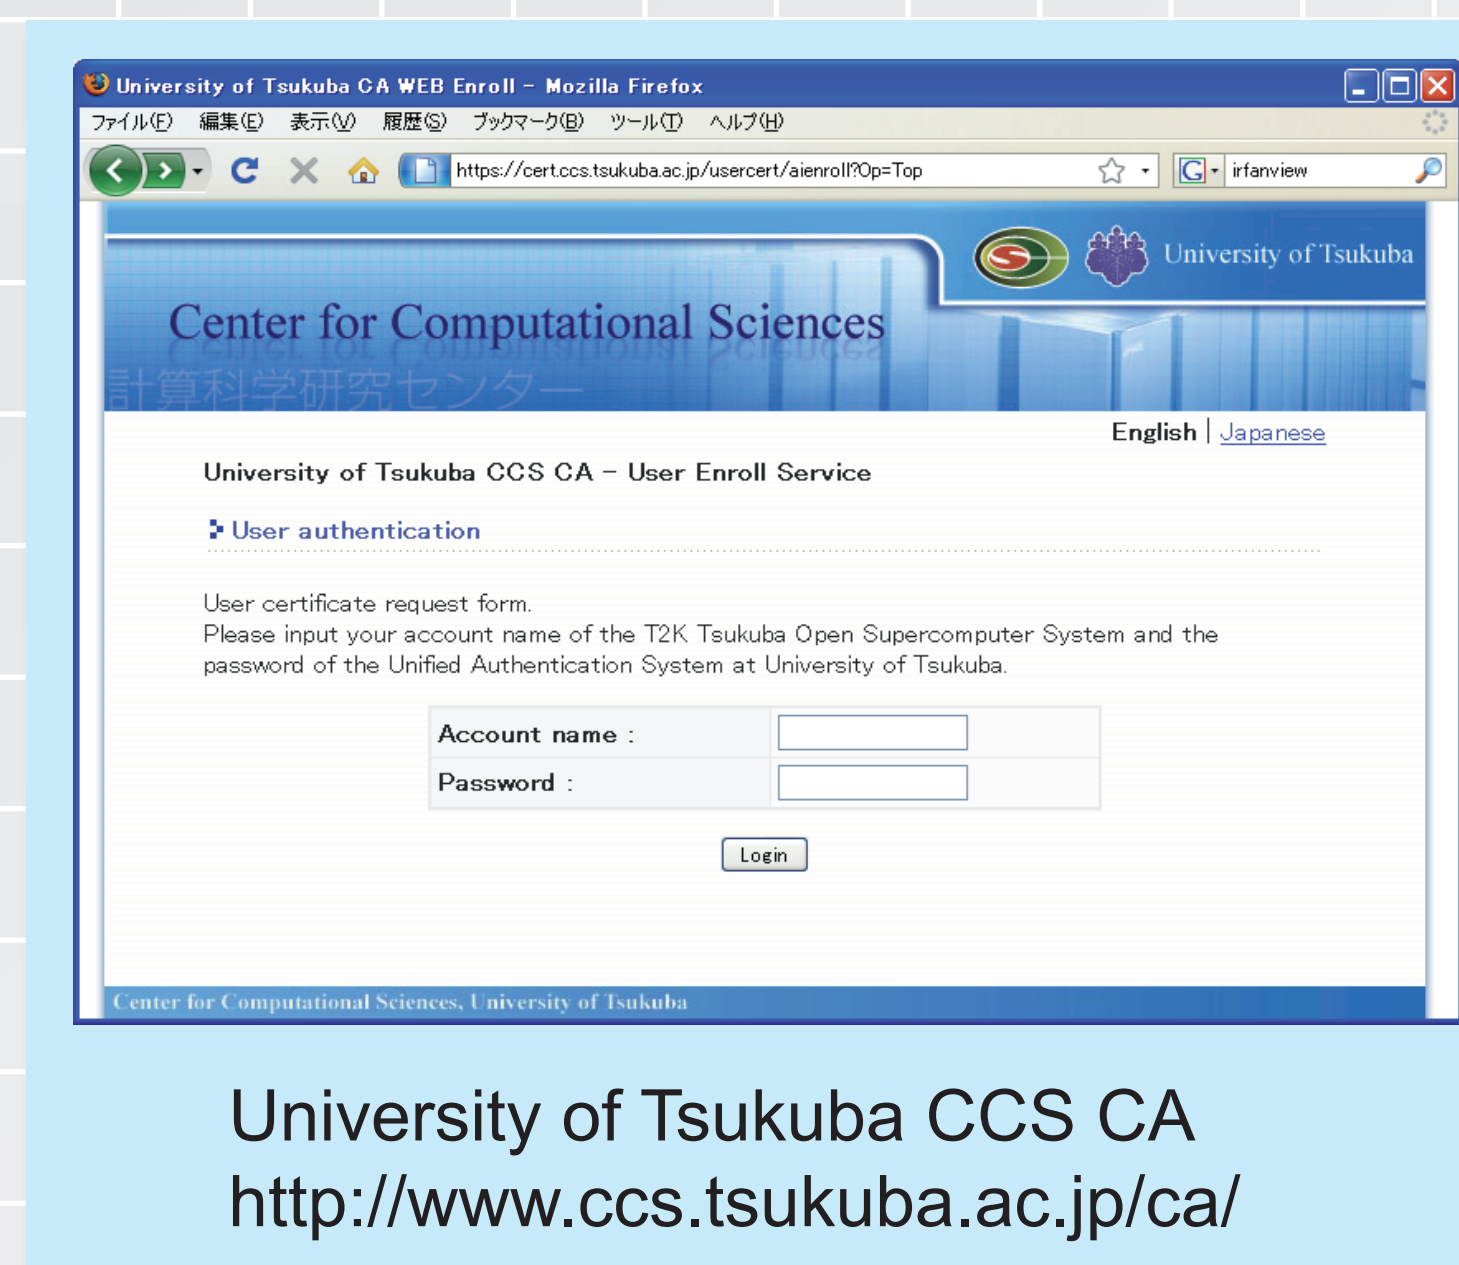 University of Tsukuba CA WEB Enroll - Mozilla Firefox
ファイル(F) 編集(E) 表示(V) 履歴(S) ブックマーク(B) ツール(T) ヘルプ(H)
https://cert.ccs.tsukuba.ac.jp/usercert/aienroll?Op=Top G irfanview
University of Tsukuba
Center for Computational Sciences
計算科学研究センター
English | Japanese
University of Tsukuba CCS CA - User Enroll Service
User authentication
User certificate request form.
Please input your account name of the T2K Tsukuba Open Supercomputer System and the
password of the Unified Authentication System at University of Tsukuba.
Account name :
Password :
Login
Center for Computational Sciences, University of Tsukuba
University of Tsukuba CCS CA
http://www.ccs.tsukuba.ac.jp/ca/